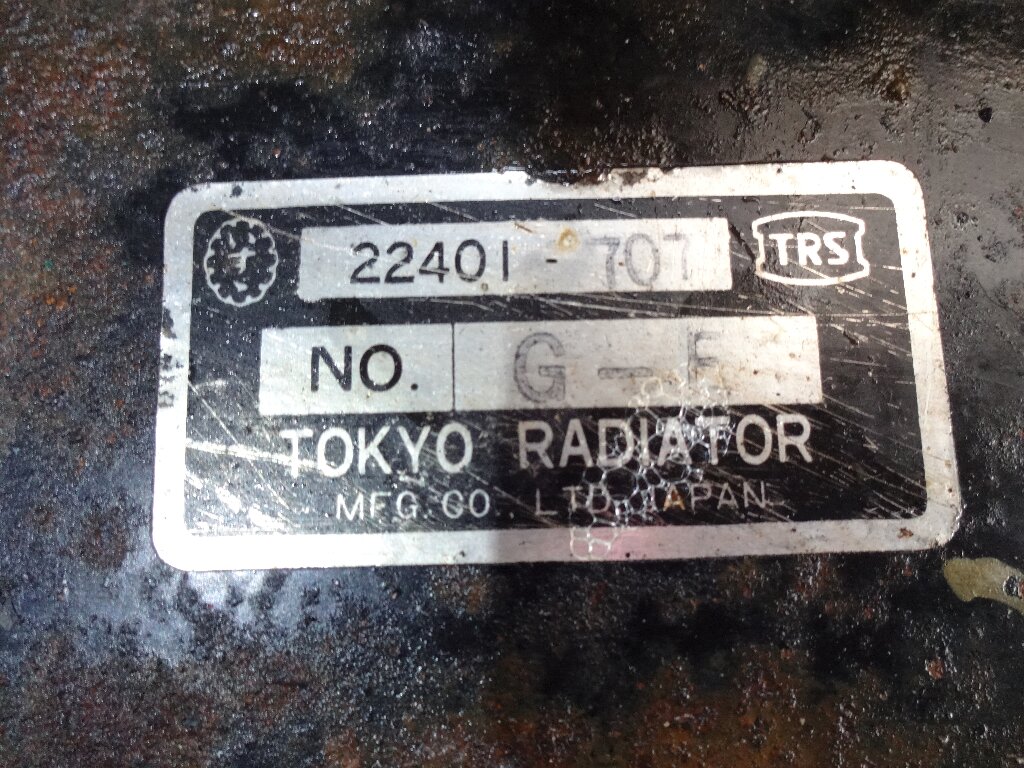 22401 - 707 TRS
NO. G - F
TOKYO RADIATOR
MFG. CO., LTD. JAPAN